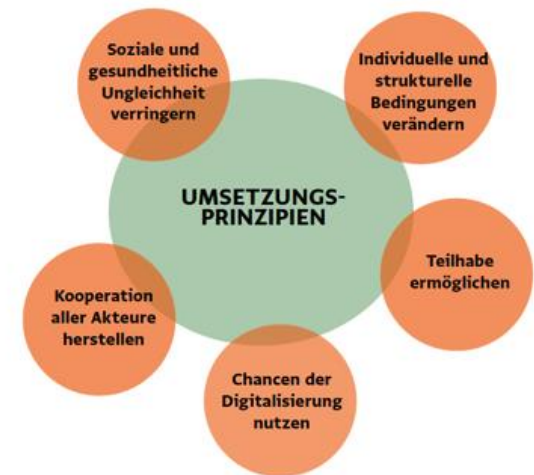 Soziale und
gesundheitliche
Ungleichheit
verringern
Individuelle und
strukturelle
Bedingungen
verändern
UMSETZUNGS-
PRINZIPIEN
Teilhabe
ermöglichen
Kooperation
aller Akteure
herstellen
Chancen der
Digitalisierung
nutzen